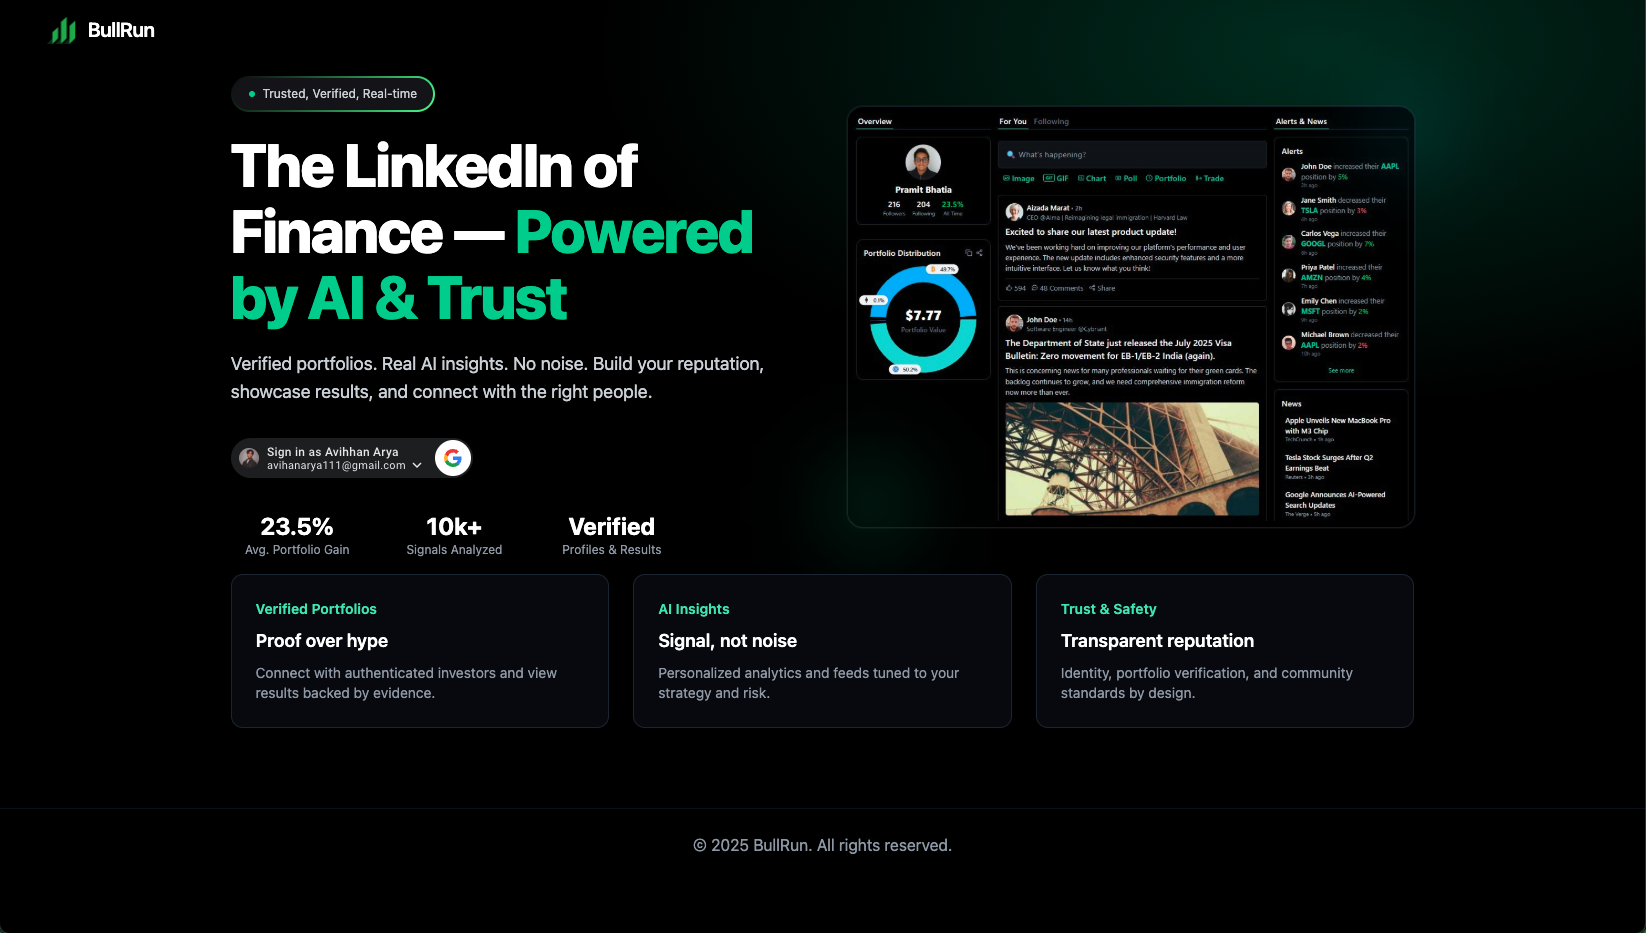 BullRun
Trusted, Verified, Real-time
The LinkedIn of
Finance — Powered
by AI & Trust
Verified portfolios. Real AI insights. No noise. Build your reputation,
showcase results, and connect with the right people.
Sign in as Avihhan Arya
avihanarya111@gmail.com
23.5%
Avg. Portfolio Gain
10k+
Signals Analyzed
Verified
Profiles & Results
Overview
Pramit Bhatia
216 204 23.5%
Followers Following All Time
Portfolio Distribution
49.7%
0.1%
$7.77
Portfolio Value
50.2%
For You Following
What's happening?
Image GIF Chart Poll Portfolio Trade
Aizada Marat • 2h
CEO @Alma | Reimagining legal immigration | Harvard Law
Excited to share our latest product update!
We've been working hard on improving our platform's performance and user
experience. The new update includes enhanced security features and a more
intuitive interface. Let us know what you think!
594 48 Comments Share
John Doe • 14h
Software Engineer @Cybriant
The Department of State just released the July 2025 Visa
Bulletin: Zero movement for EB-1/EB-2 India (again).
This is concerning news for many professionals waiting for their green cards. The
backlog continues to grow, and we need comprehensive immigration reform
now more than ever.
Alerts & News
Alerts
John Doe increased their AAPL
position by 5%
2h ago
Jane Smith decreased their
TSLA position by 3%
Carlos Vega increased their
GOOGL position by 7%
Priya Patel increased their
AMZN position by 4%
7h ago
Emily Chen increased their
MSFT position by 2%
Michael Brown decreased their
AAPL position by 2%
10h ago
See more
News
Apple Unveils New MacBook Pro
with M3 Chip
TechCrunch • 1h ago
Tesla Stock Surges After Q2
Earnings Beat
Reuters • 3h ago
Google Announces AI-Powered
Search Updates
The Verge • 5h ago
Verified Portfolios
Proof over hype
Connect with authenticated investors and view
results backed by evidence.
AI Insights
Signal, not noise
Personalized analytics and feeds tuned to your
strategy and risk.
Trust & Safety
Transparent reputation
Identity, portfolio verification, and community
standards by design.
© 2025 BullRun. All rights reserved.